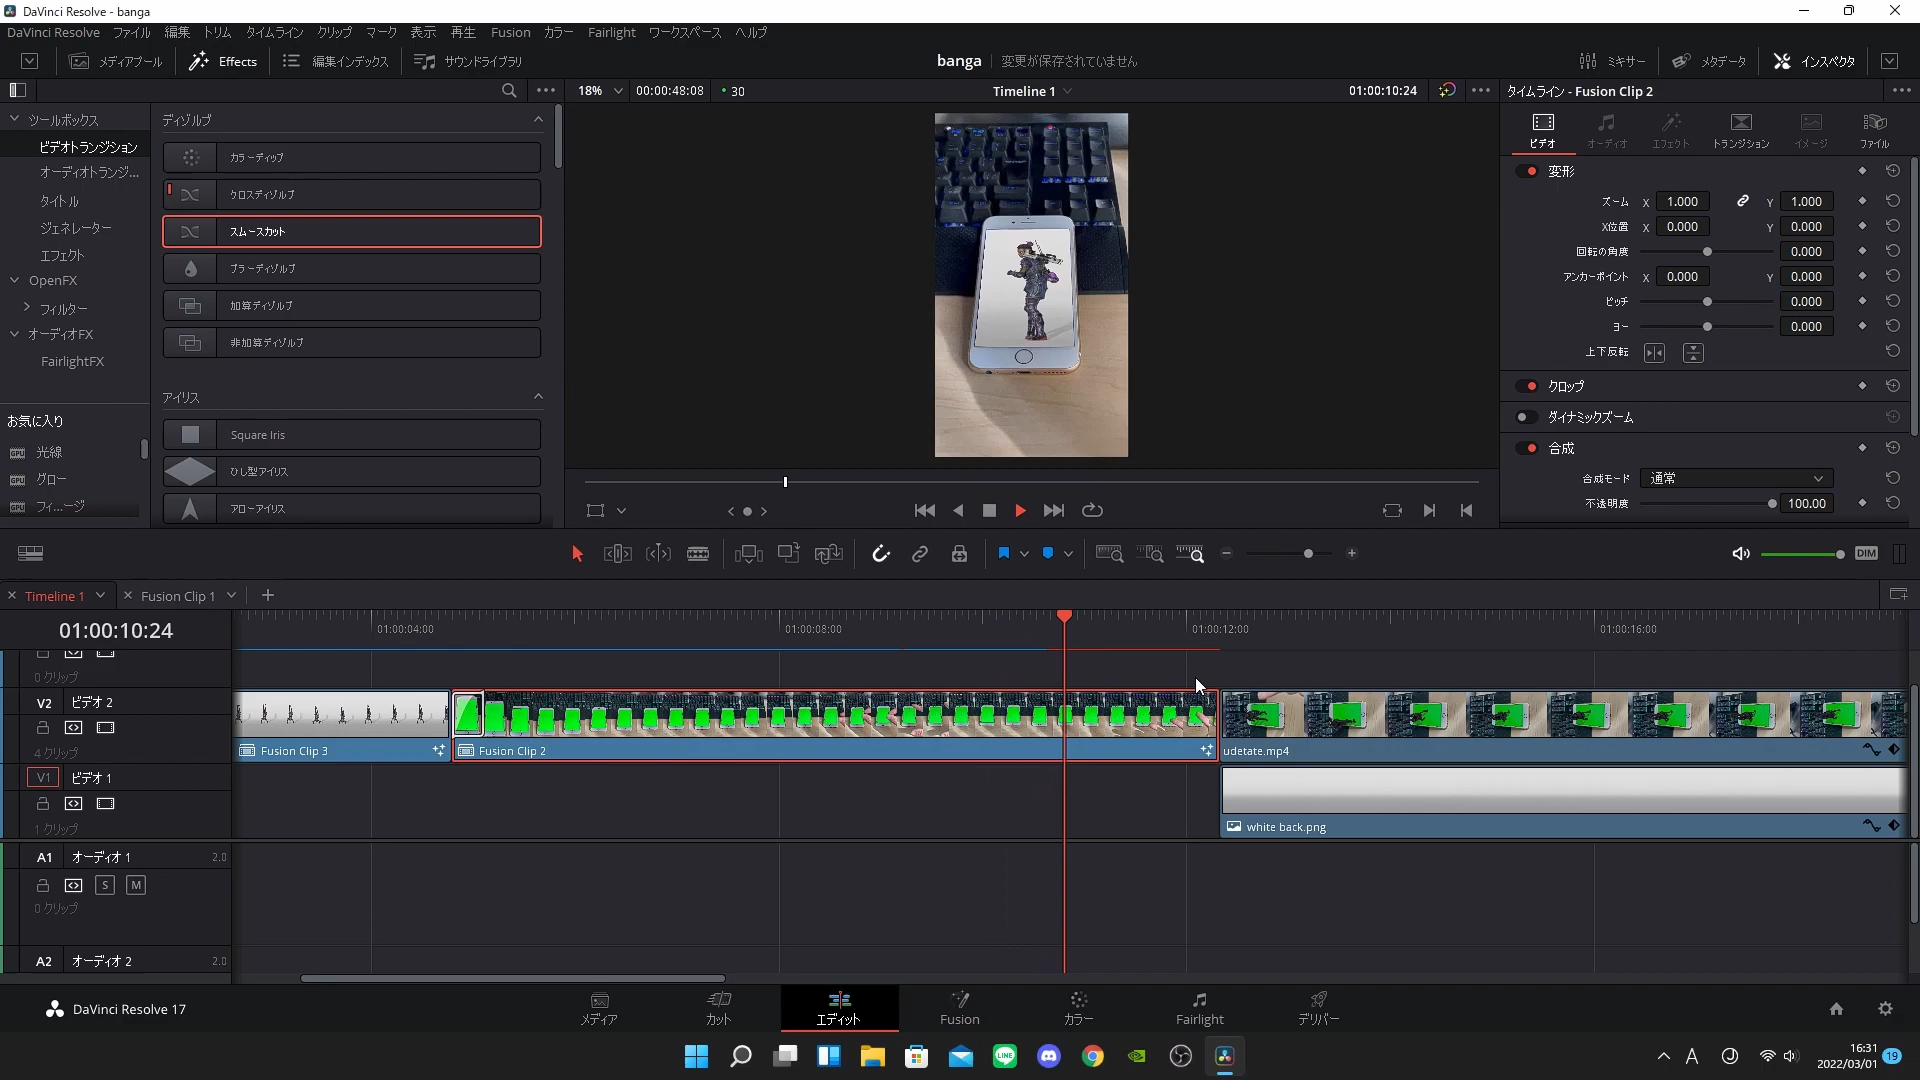 DaVinci Resolve - banga
DaVinci Resolve ファイル 編集 トリム タイムライン クリップ マーク 表示 再生 Fusion カラー Fairlight ワークスペース ヘルプ
メディアプール Effects 編集インデックス サウンドライブラリ banga 変更が保存されていません ミキサー メタデータ インスペクタ
18% 00:00:48:08 30 Timeline 1 01:00:10:24 タイムライン - Fusion Clip 2
ツールボックス
ビデオトランジション
オーディオトランジ...
タイトル
ジェネレーター
エフェクト
OpenFX
フィルター
オーディオFX
FairlightFX
お気に入り
光線
グロー
フィ...ージ
ディゾルブ
カラーディップ
クロスディゾルブ
スムースカット
ブラーディゾルブ
加算ディゾルブ
非加算ディゾルブ
アイリス
Square Iris
ひし型アイリス
アローアイリス
ビデオ オーディオ エフェクト トランジション イメージ ファイル
変形
ズーム X 1.000 Y 1.000
X位置 X 0.000 Y 0.000
回転の角度 0.000
アンカーポイント X 0.000 Y 0.000
ピッチ 0.000
ヨー 0.000
上下反転
クロップ
ダイナミックズーム
合成
合成モード 通常
不透明度 100.00
DIM
Timeline 1 Fusion Clip 1
01:00:10:24 01:00:04:00 01:00:08:00 01:00:12:00 01:00:16:00
0 クリップ
V2 ビデオ 2
4 クリップ
Fusion Clip 3 Fusion Clip 2 udetate.mp4
V1 ビデオ 1
1 クリップ
white back.png
A1 オーディオ 1 2.0
S M
0 クリップ
A2 オーディオ 2 2.0
DaVinci Resolve 17 メディア カット エディット Fusion カラー Fairlight デリバー
LINE
A
16:31
2022/03/01 19